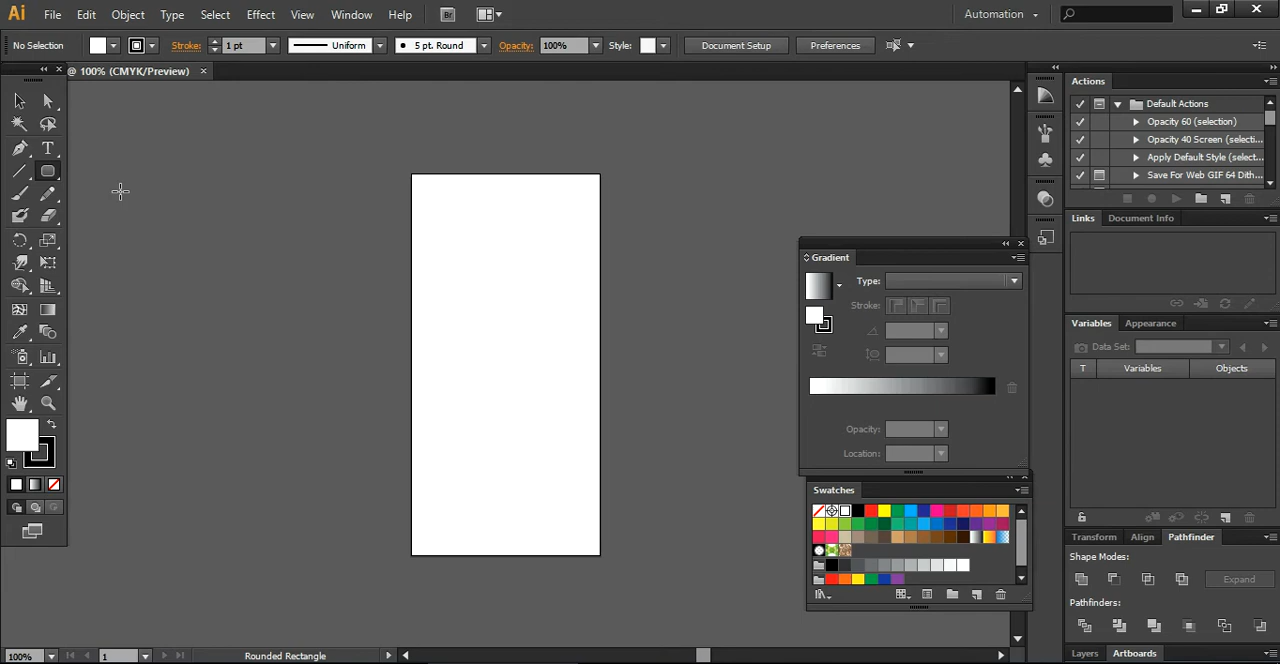 Ai File Edit Object Type Select Effect View Window Help Br Automation
No Selection Stroke: 1 pt Uniform 5 pt. Round Opacity: 100% Style: Document Setup Preferences
@ 100% (CMYK/Preview)
Actions
Default Actions
Opacity 60 (selection)
Opacity 40 Screen (selecti...
Apply Default Style (select...
Save For Web GIF 64 Dith...
Links Document Info
Gradient
Type:
Stroke:
Opacity:
Location:
Variables Appearance
Data Set:
T Variables Objects
Swatches
Transform Align Pathfinder
Shape Modes:
Expand
Pathfinders:
Layers Artboards
100% 1 Rounded Rectangle